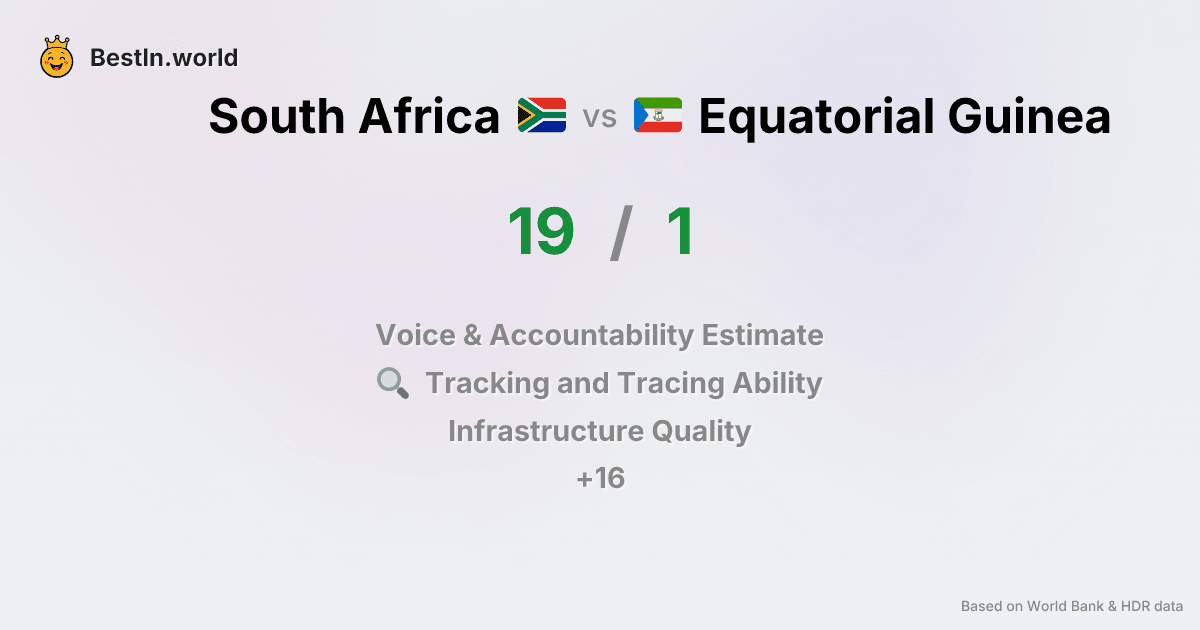 BestIn.world
South Africa vs Equatorial Guinea
19 / 1
Voice & Accountability Estimate
Tracking and Tracing Ability
Infrastructure Quality
+16
Based on World Bank & HDR data